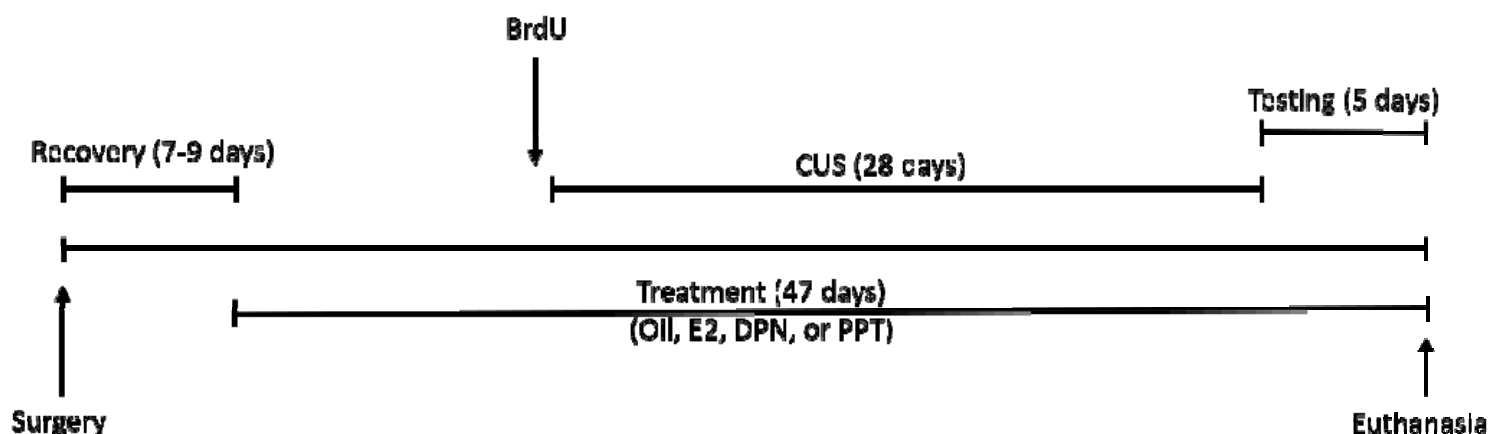 BrdU
Testing (5 days)
Recovery (7-9 days)
CUS (28 days)
Treatment (47 days)
(Oil, E2, DPN, or PPT)
Surgery
Euthanasia